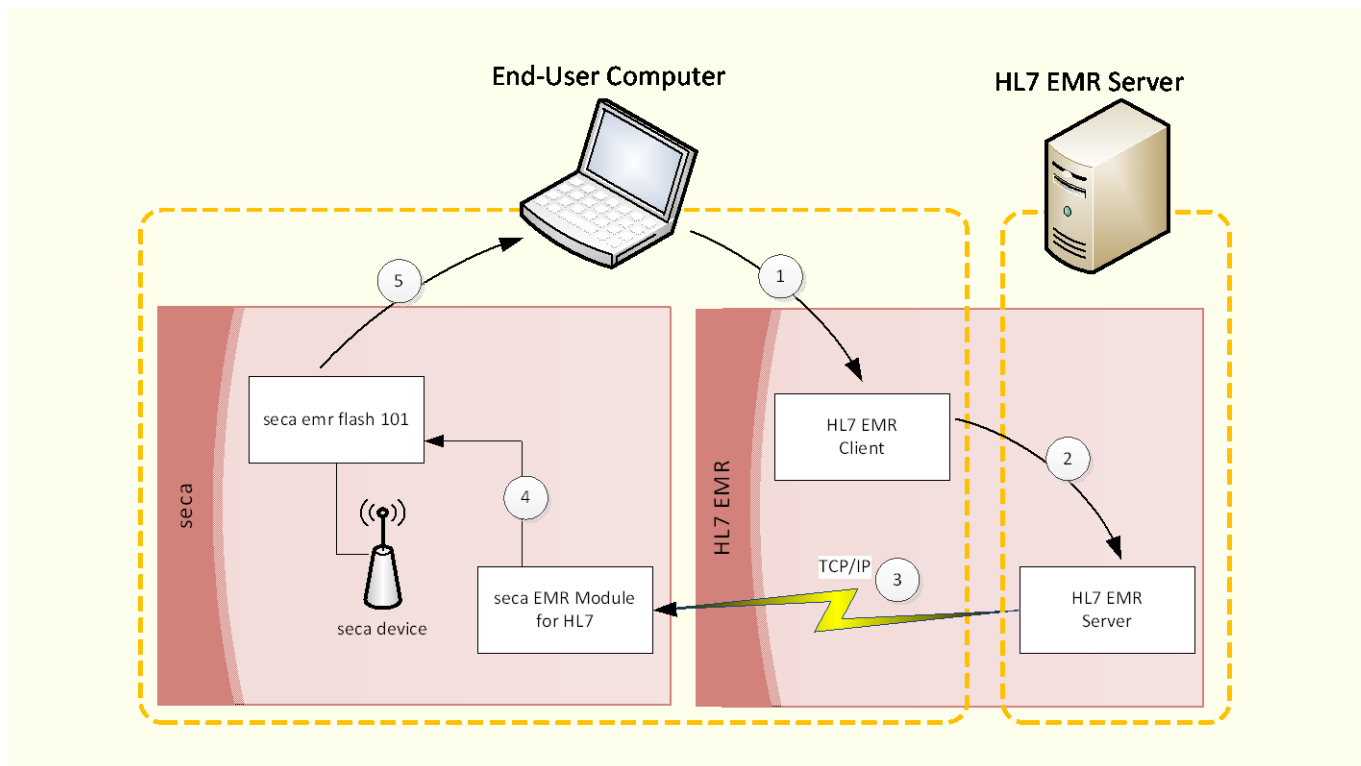 End-User Computer
HL7 EMR Server
5
1
seca emr flash 101
HL7 EMR
Client
2
seca
4
HL7 EMR
TCP/IP
3
seca device
seca EMR Module
for HL7
HL7 EMR
Server